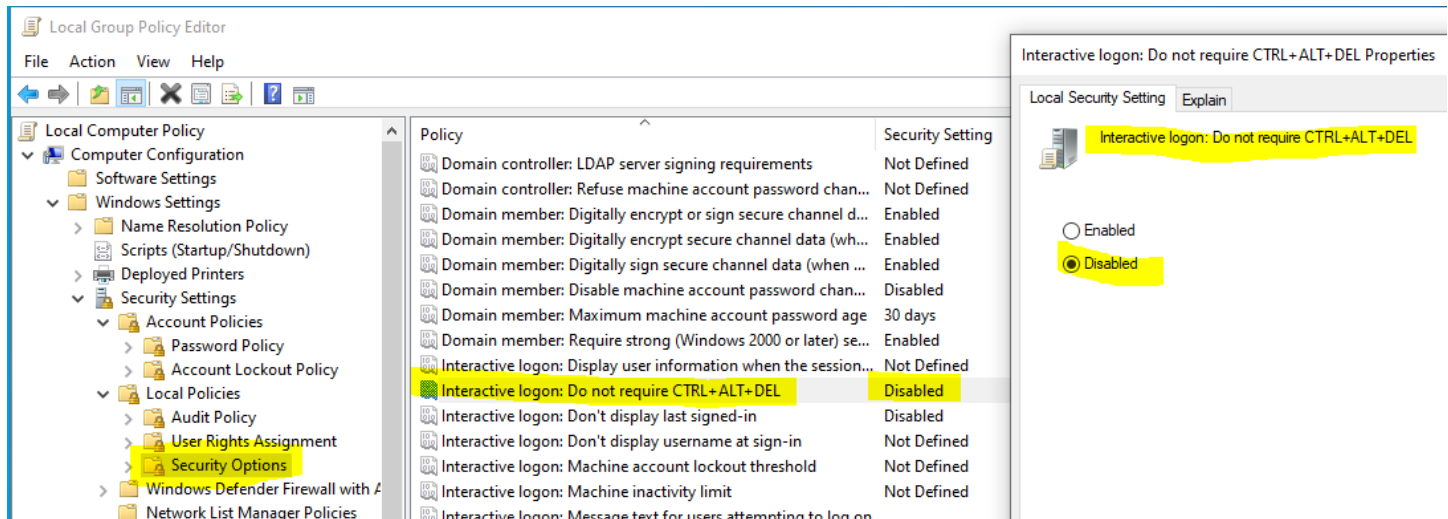 Local Group Policy Editor
File Action View Help
Local Computer Policy
Computer Configuration
Software Settings
Windows Settings
Name Resolution Policy
Scripts (Startup/Shutdown)
Deployed Printers
Security Settings
Account Policies
Password Policy
Account Lockout Policy
Local Policies
Audit Policy
User Rights Assignment
Security Options
Windows Defender Firewall with A
Network List Manager Policies
Policy Security Setting
Domain controller: LDAP server signing requirements Not Defined
Domain controller: Refuse machine account password chan... Not Defined
Domain member: Digitally encrypt or sign secure channel d... Enabled
Domain member: Digitally encrypt secure channel data (wh... Enabled
Domain member: Digitally sign secure channel data (when ... Enabled
Domain member: Disable machine account password chan... Disabled
Domain member: Maximum machine account password age 30 days
Domain member: Require strong (Windows 2000 or later) se... Enabled
Interactive logon: Display user information when the session... Not Defined
Interactive logon: Do not require CTRL+ALT+DEL Disabled
Interactive logon: Don't display last signed-in Disabled
Interactive logon: Don't display username at sign-in Not Defined
Interactive logon: Machine account lockout threshold Not Defined
Interactive logon: Machine inactivity limit Not Defined
Interactive logon: Message text for users attempting to log on
Interactive logon: Do not require CTRL+ALT+DEL Properties
Local Security Setting Explain
Interactive logon: Do not require CTRL+ALT+DEL
Enabled
Disabled